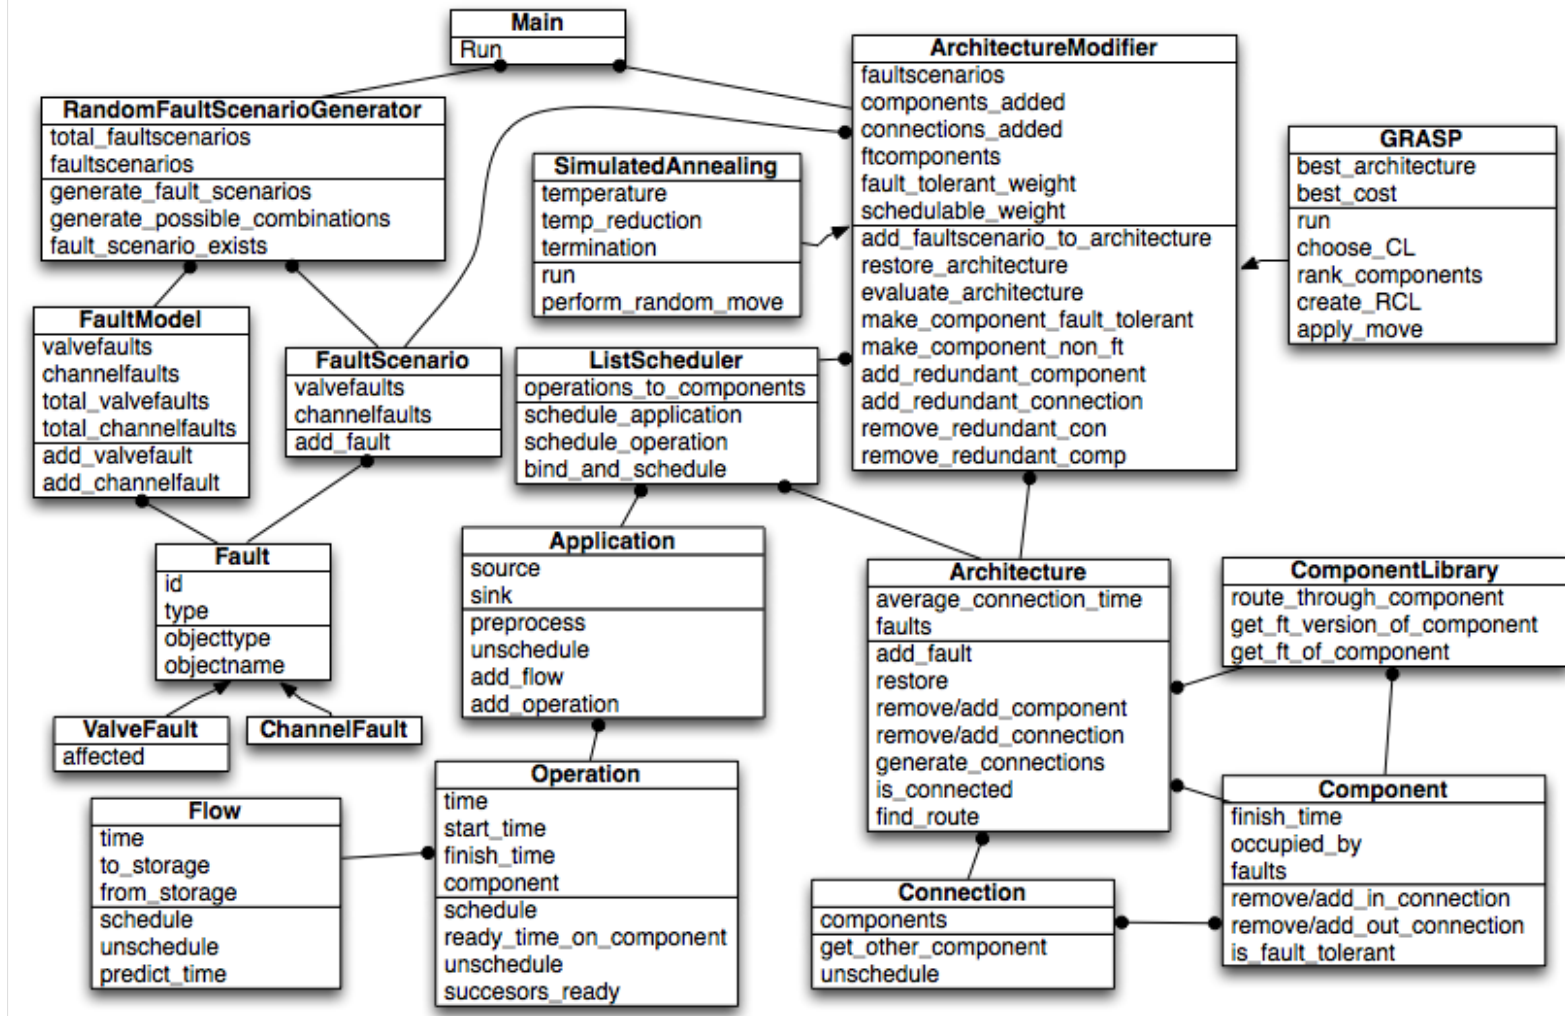 Main
Run
RandomFaultScenarioGenerator
total_faultscenarios
faultscenarios
generate_fault_scenarios
generate_possible_combinations
fault_scenario_exists
ArchitectureModifier
faultscenarios
components_added
connections_added
ftcomponents
fault_tolerant_weight
schedulable_weight
add_faultscenario_to_architecture
restore_architecture
evaluate_architecture
make_component_fault_tolerant
make_component_non_ft
add_redundant_component
add_redundant_connection
remove_redundant_con
remove_redundant_comp
GRASP
best_architecture
best_cost
run
choose_CL
rank_components
create_RCL
apply_move
SimulatedAnnealing
temperature
temp_reduction
termination
run
perform_random_move
FaultModel
valvefaults
channelfaults
total_valvefaults
total_channelfaults
add_valvefault
add_channelfault
FaultScenario
valvefaults
channelfaults
add_fault
ListScheduler
operations_to_components
schedule_application
schedule_operation
bind_and_schedule
Fault
id
type
objecttype
objectname
Application
source
sink
preprocess
unschedule
add_flow
add_operation
Architecture
average_connection_time
faults
add_fault
restore
remove/add_component
remove/add_connection
generate_connections
is_connected
find_route
ComponentLibrary
route_through_component
get_ft_version_of_component
get_ft_of_component
ValveFault
affected
ChannelFault
Flow
time
to_storage
from_storage
schedule
unschedule
predict_time
Operation
time
start_time
finish_time
component
schedule
ready_time_on_component
unschedule
succesors_ready
Connection
components
get_other_component
unschedule
Component
finish_time
occupied_by
faults
remove/add_in_connection
remove/add_out_connection
is_fault_tolerant